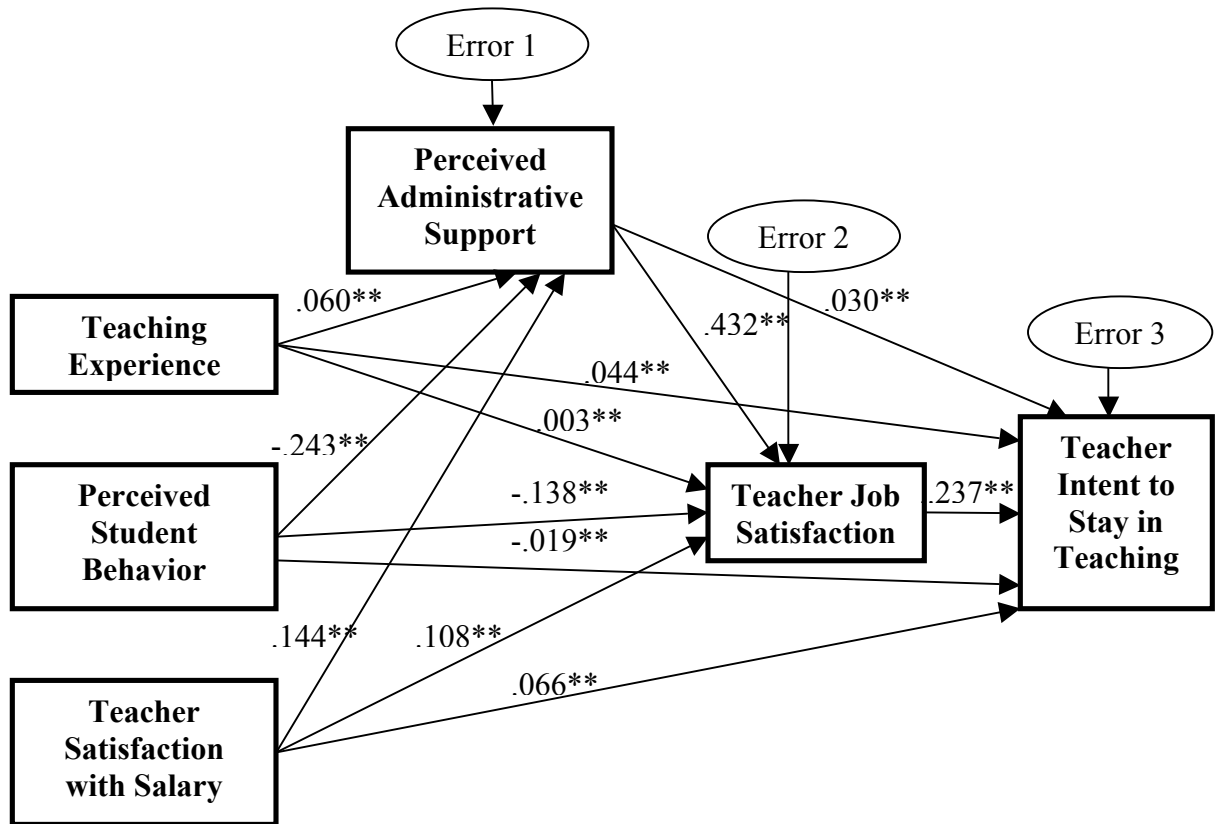 Error 1
Perceived
Administrative
Support
Error 2
.060**
.030**
.432**
Error 3
Teaching
Experience
.044**
.003**
-.243**
Teacher
Intent to
Stay in
Teaching
Perceived
Student
Behavior
-.138**
Teacher Job
Satisfaction
.237**
-.019**
.144**
.108**
.066**
Teacher
Satisfaction
with Salary